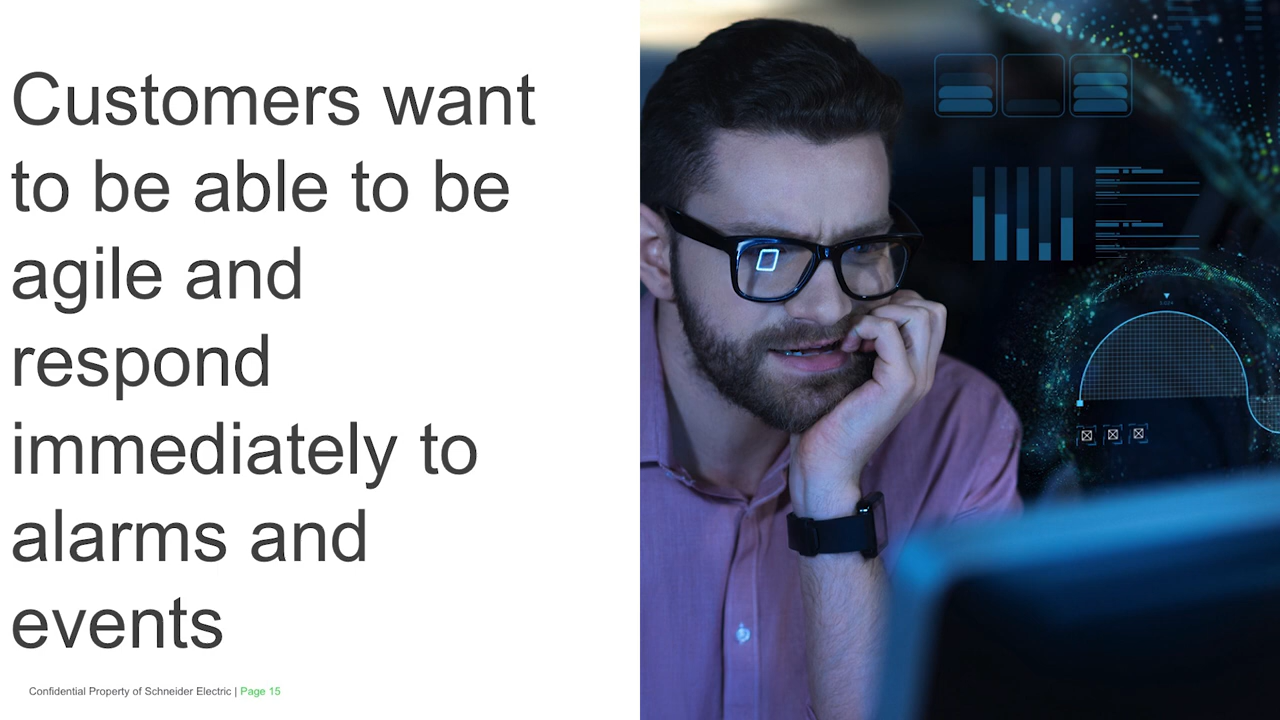 Customers want
to be able to be
agile and
respond
immediately to
alarms and
events
Confidential Property of Schneider Electric | Page 15